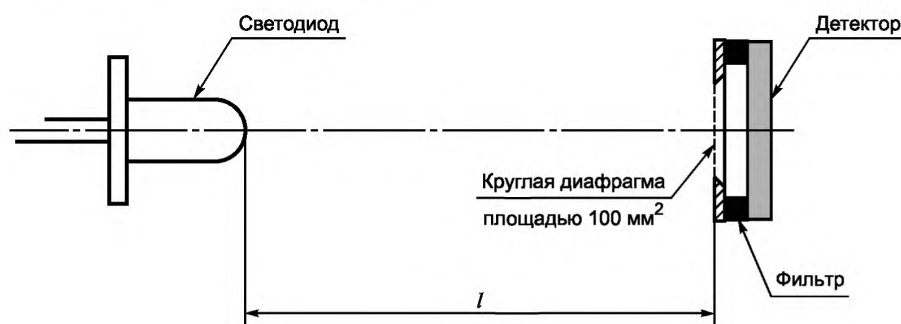 Светодиод
Детектор
Круглая диафрагма
площадью 100 мм²
Фильтр
l